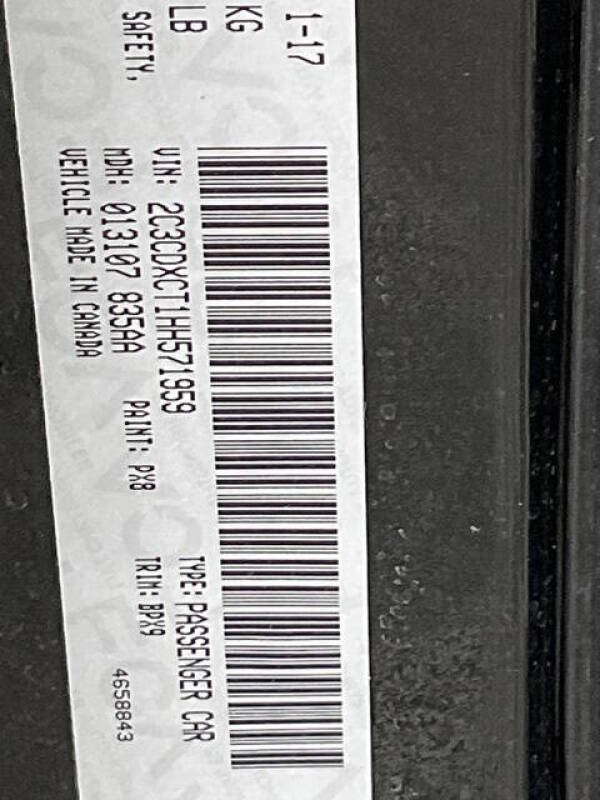 1-17
KG
LB
SAFETY,
VIN: 2C3CDXCT1HH571959
TYPE: PASSENGER CAR
MDH: 013107 835AA
PAINT: PX8
TRIM: BPX9
VEHICLE MADE IN CANADA
4658843